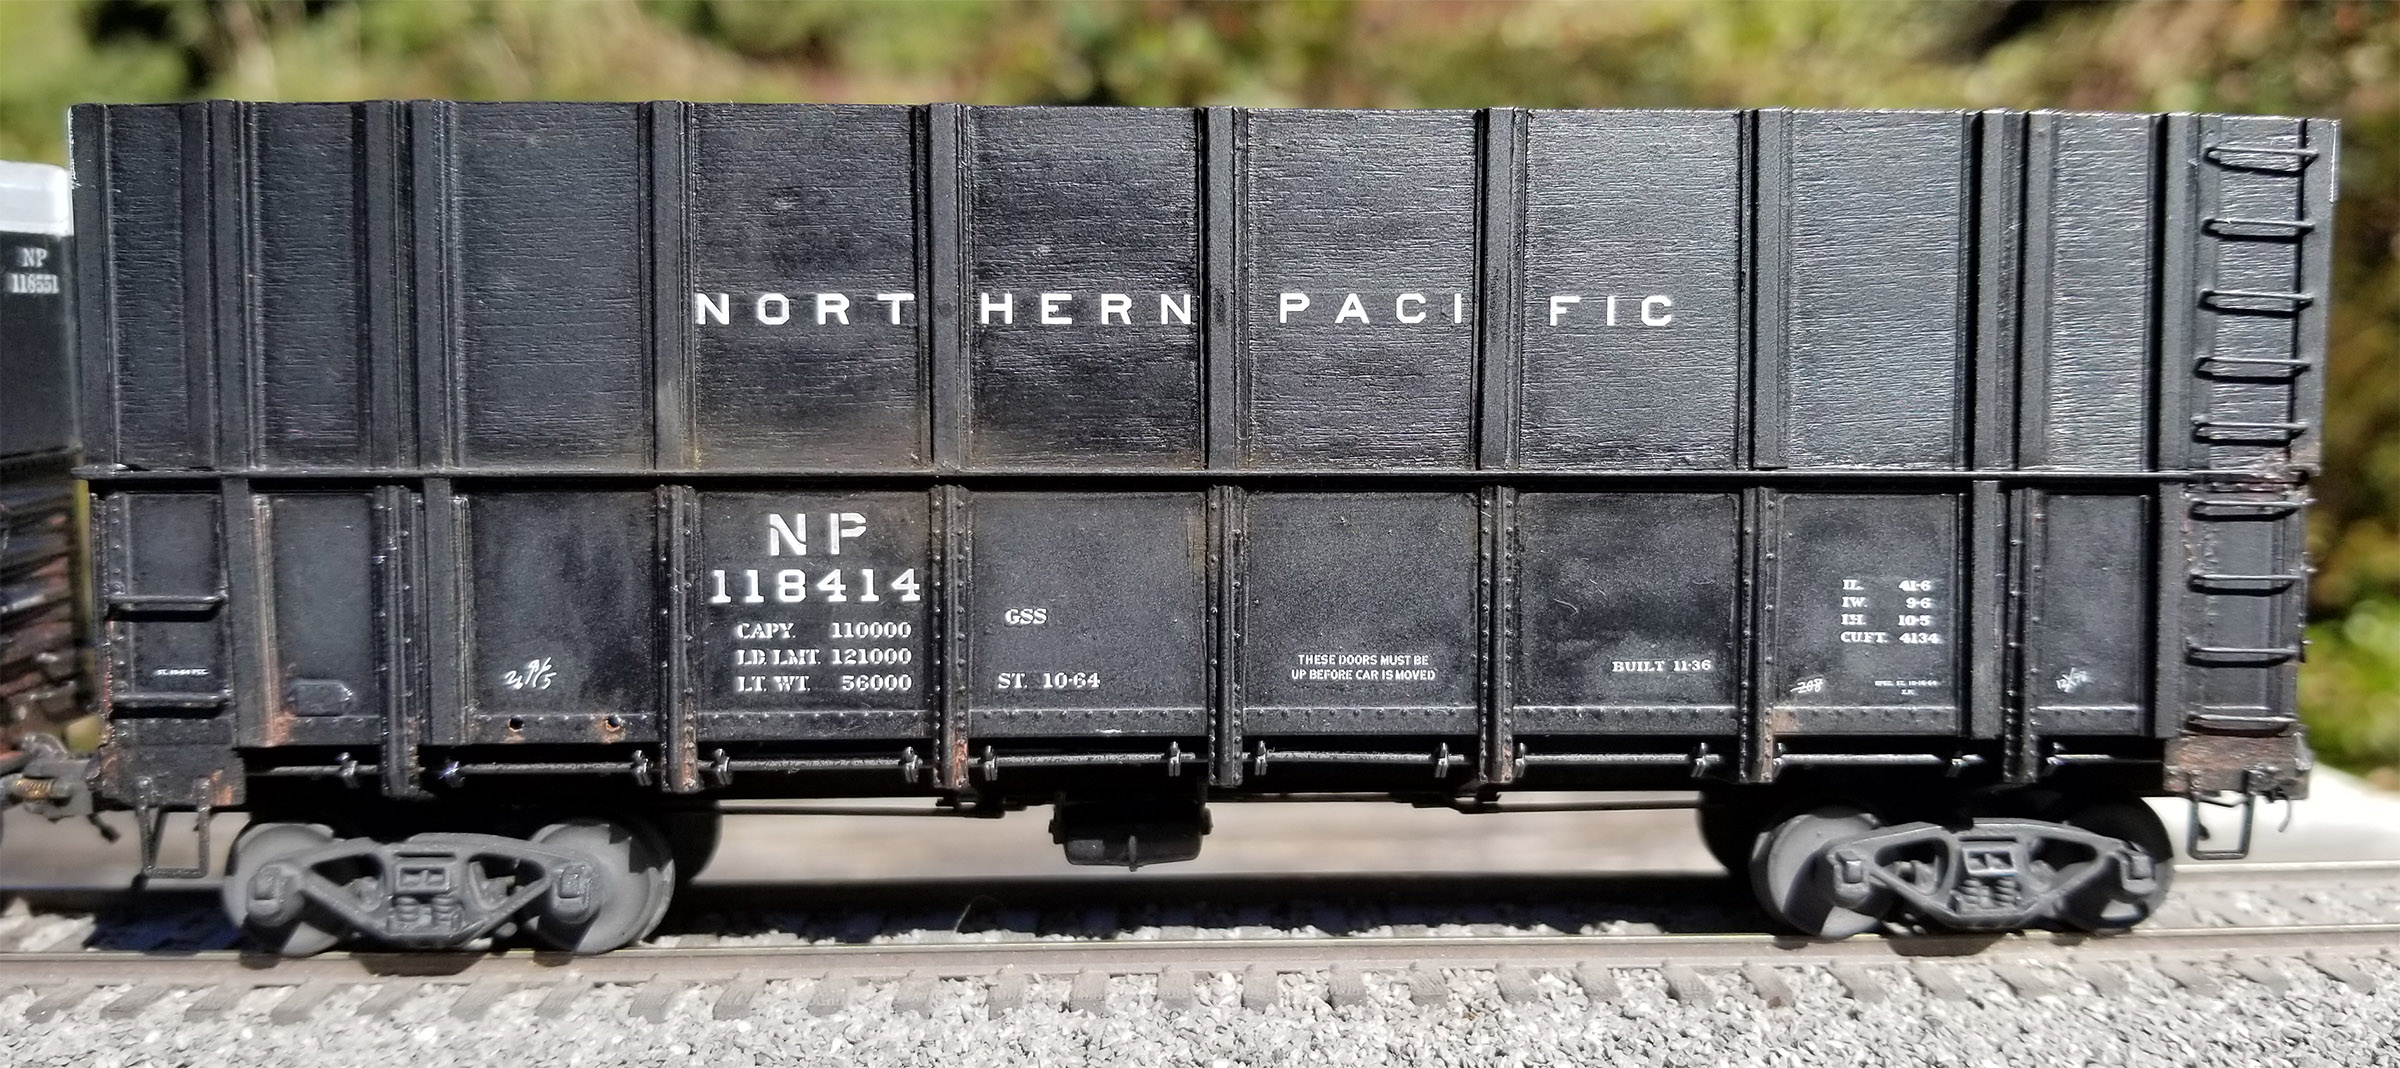 NP
118551
NORTHERN PACIFIC
NP
118414
CAPY. 110000
LD. LMT. 121000
LT. WT. 56000
GSS
ST. 10-64
THESE DOORS MUST BE
UP BEFORE CAR IS MOVED
BUILT 11-36
IL. 41-6
IW. 9-6
IH. 10-5
CU.FT. 4134
208